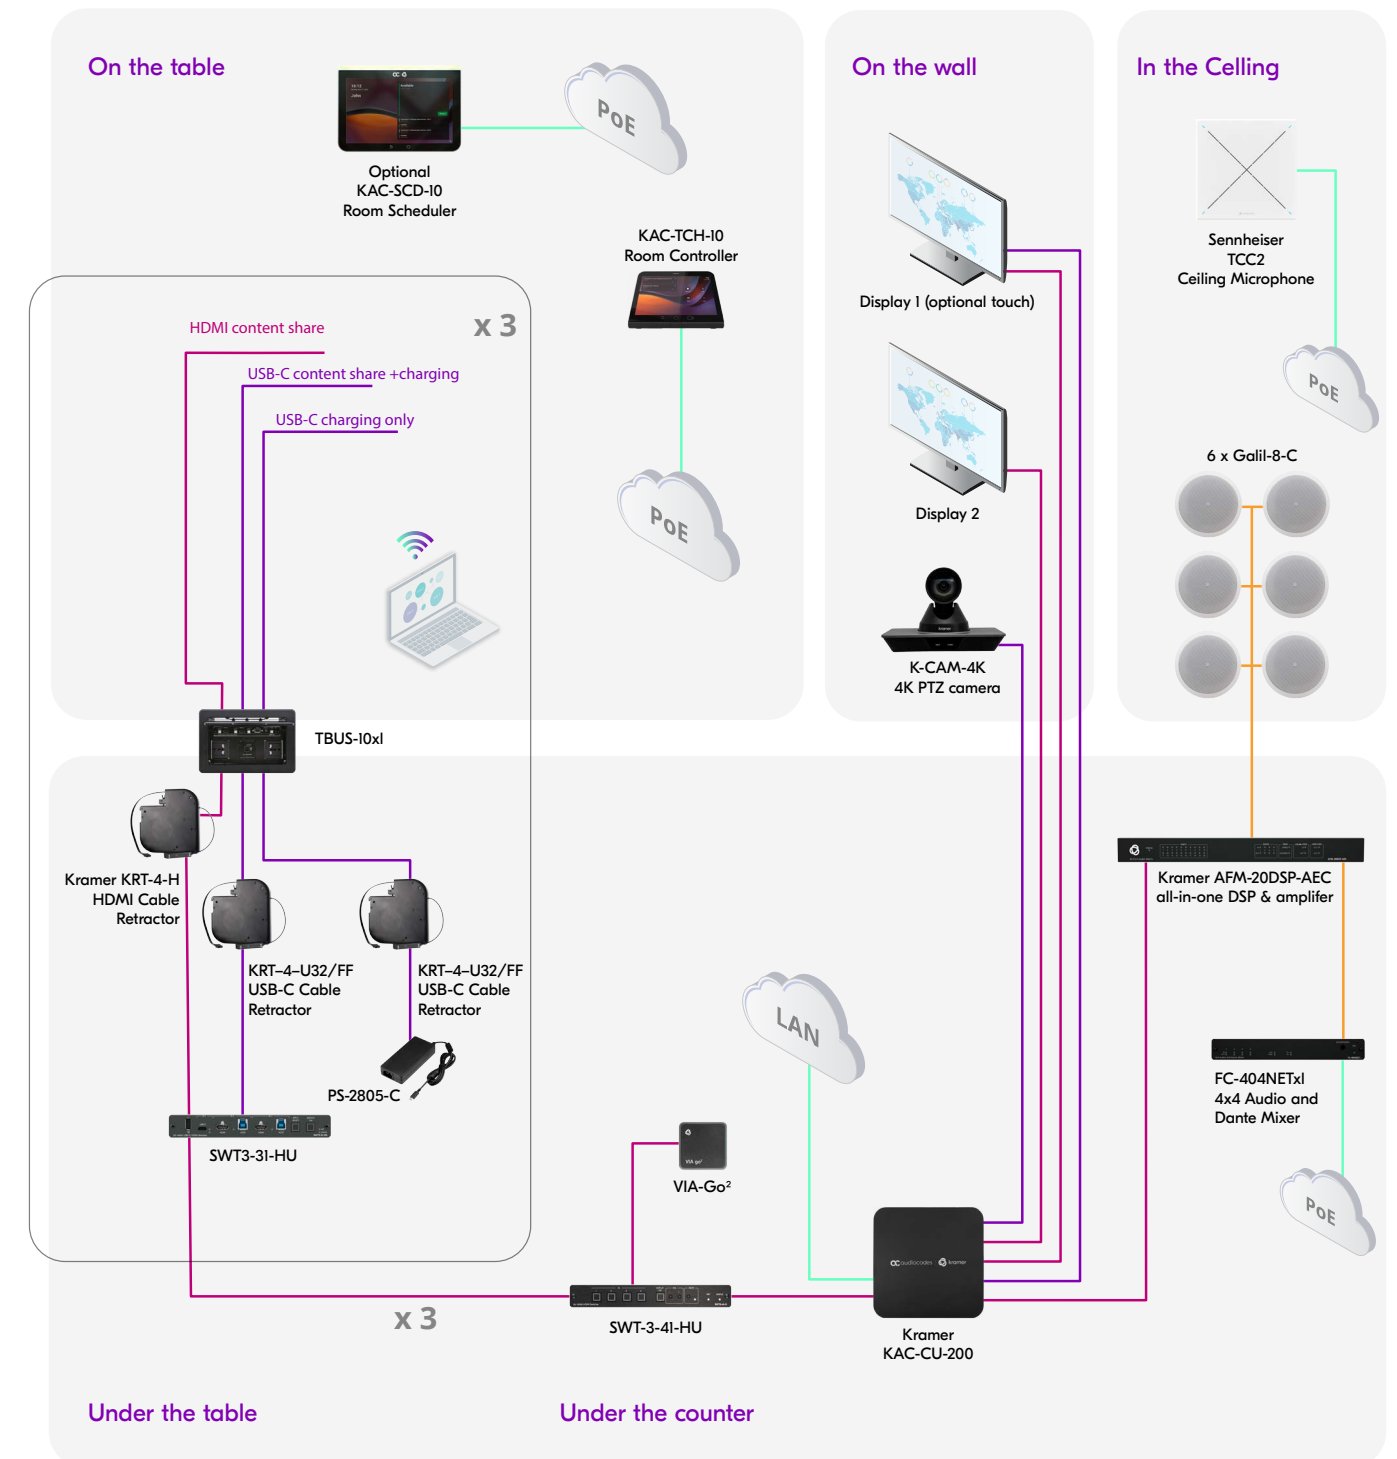 On the table
Optional
KAC-SCD-10
Room Scheduler
PoE
KAC-TCH-10
Room Controller
PoE
x 3
HDMI content share
USB-C content share +charging
USB-C charging only
TBUS-10xl
On the wall
Display 1 (optional touch)
Display 2
K-CAM-4K
4K PTZ camera
In the Celling
Sennheiser
TCC2
Ceiling Microphone
PoE
6 x Galil-8-C
Kramer KRT-4-H
HDMI Cable
Retractor
KRT–4–U32/FF
USB-C Cable
Retractor
KRT–4–U32/FF
USB-C Cable
Retractor
PS-2805-C
SWT3-31-HU
x 3
LAN
VIA go²
VIA-Go²
SWT-3-41-HU
audiocodes kramer
Kramer
KAC-CU-200
Kramer AFM-20DSP-AEC
all-in-one DSP & amplifer
FC-404NETxl
4x4 Audio and
Dante Mixer
PoE
Under the table
Under the counter